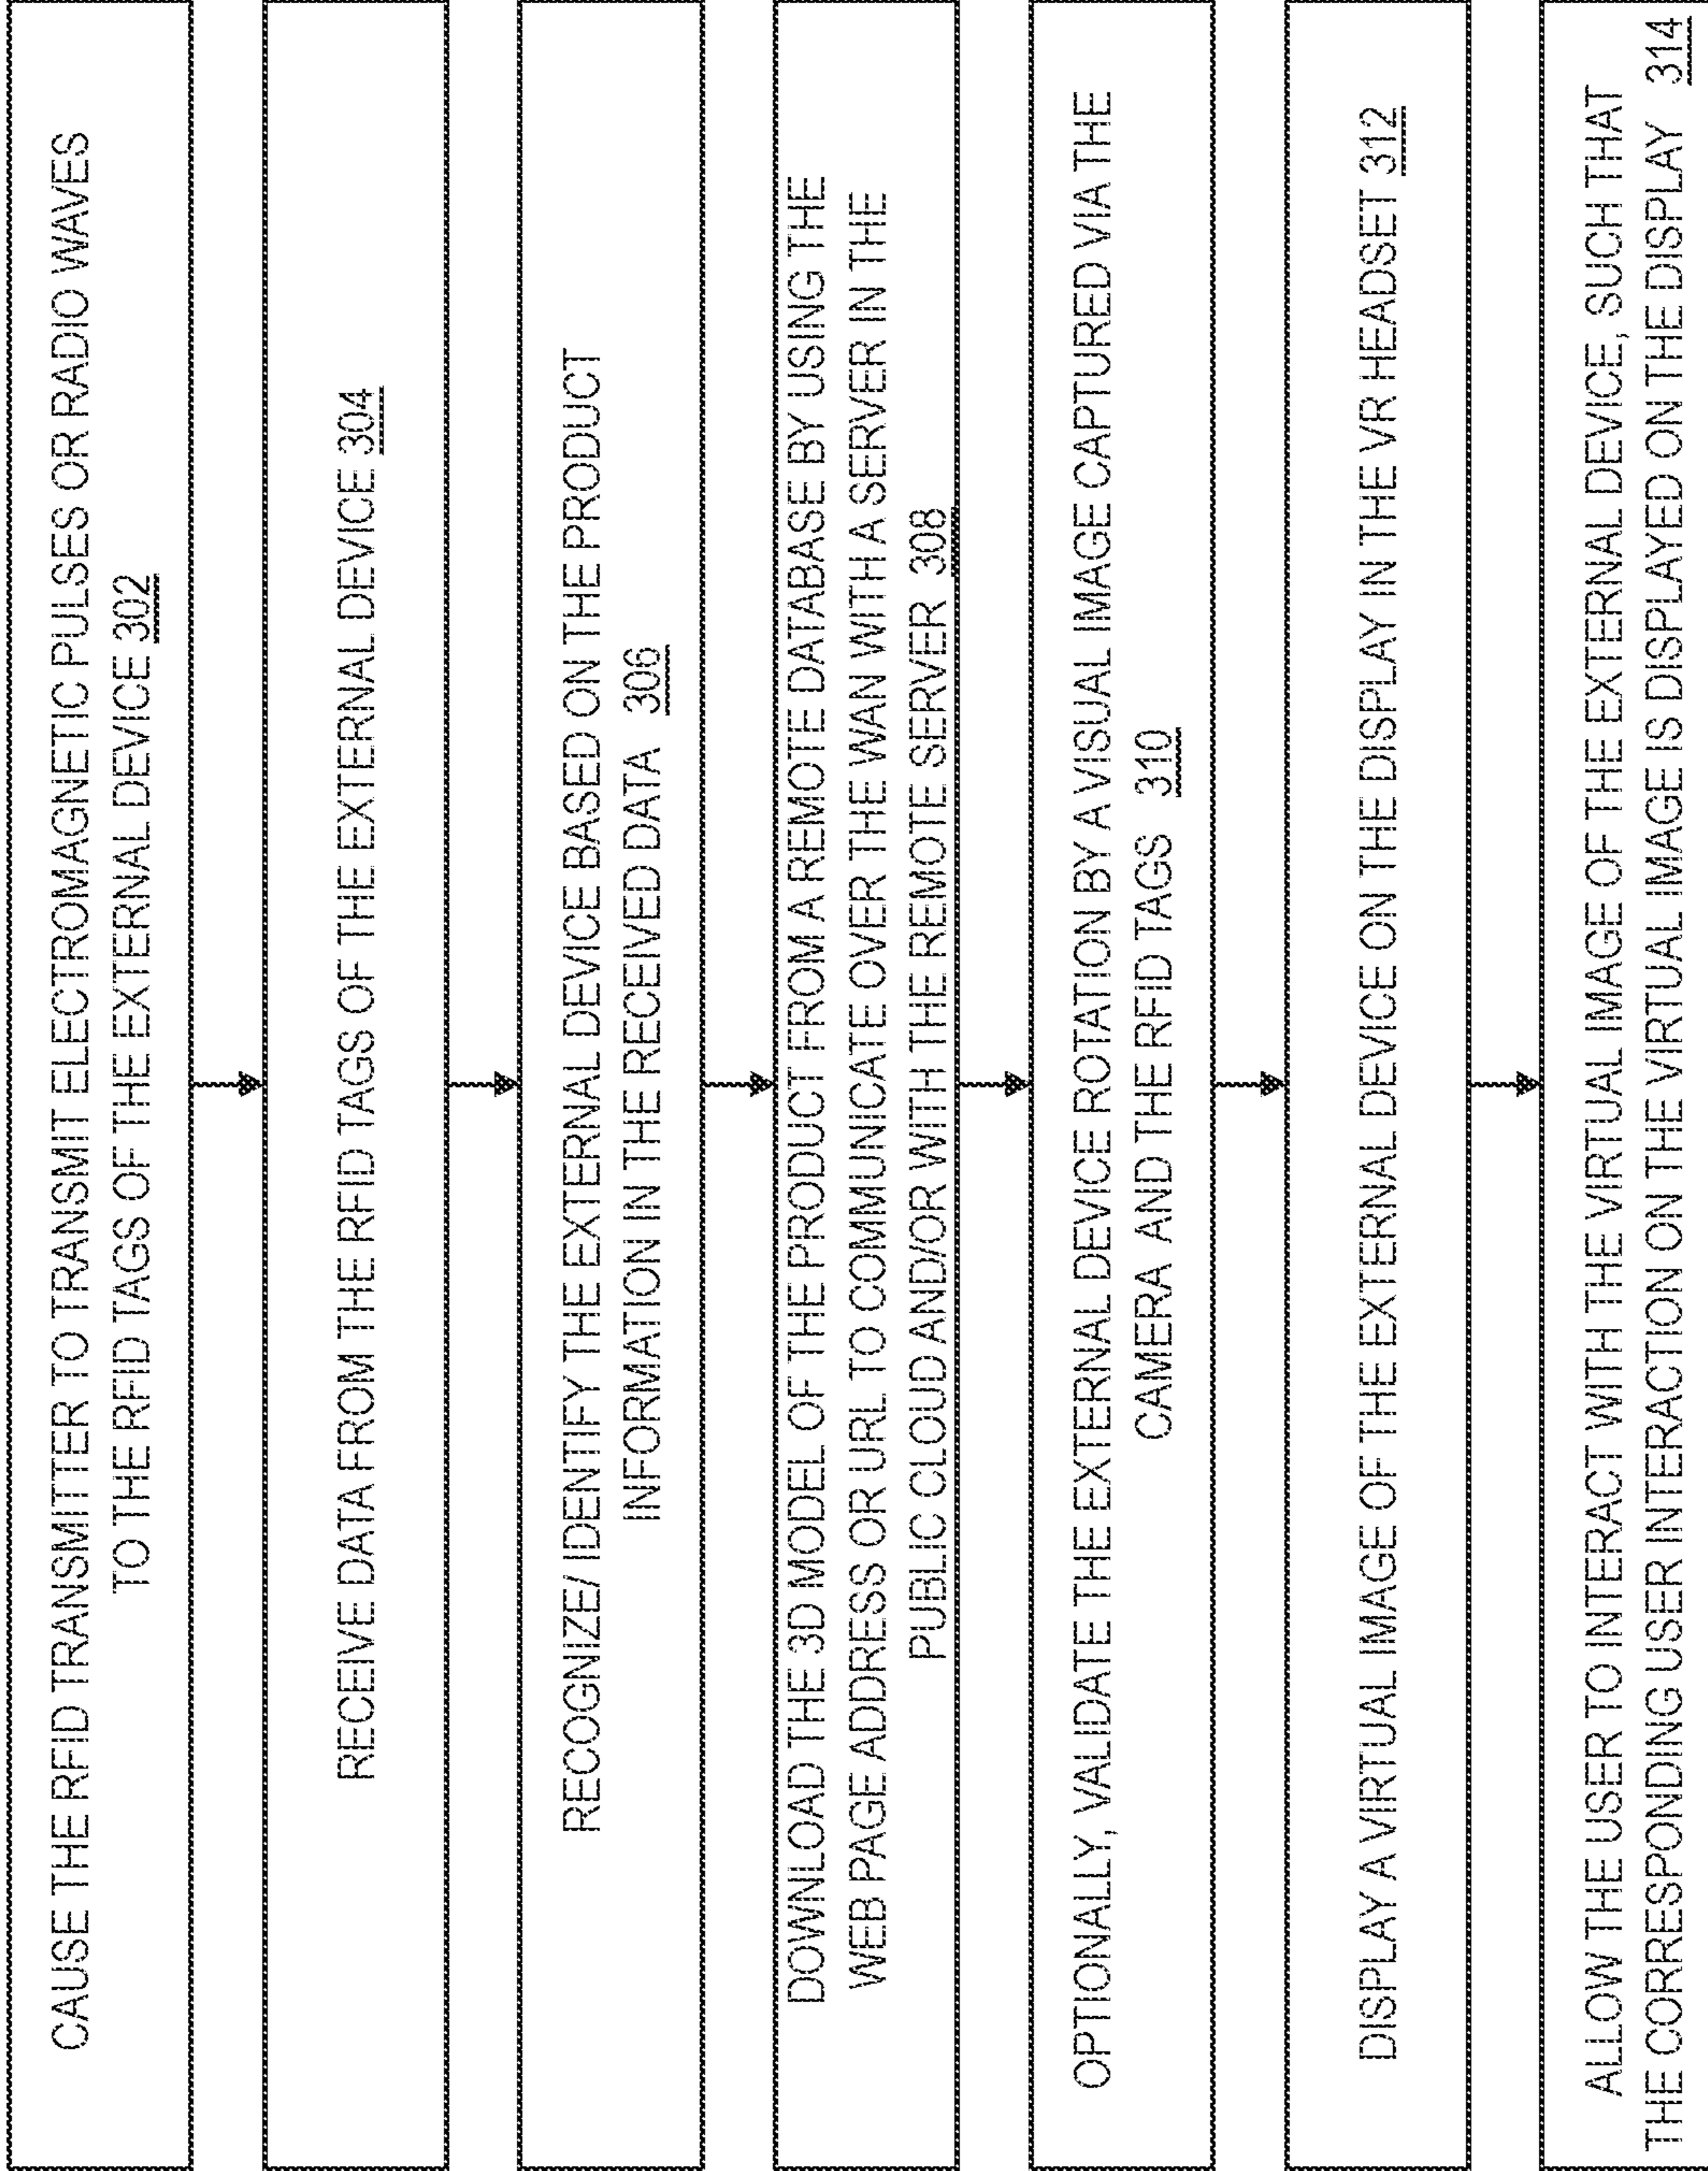 CAUSE THE RFID TRANSMITTER TO TRANSMIT ELECTROMAGNETIC PULSES OR RADIO WAVES
TO THE RFID TAGS OF THE EXTERNAL DEVICE 302
RECEIVE DATA FROM THE RFID TAGS OF THE EXTERNAL DEVICE 304
RECOGNIZE/ IDENTIFY THE EXTERNAL DEVICE BASED ON THE PRODUCT
INFORMATION IN THE RECEIVED DATA 306
DOWNLOAD THE 3D MODEL OF THE PRODUCT FROM A REMOTE DATABASE BY USING THE
WEB PAGE ADDRESS OR URL TO COMMUNICATE OVER THE WAN WITH A SERVER IN THE
PUBLIC CLOUD AND/OR WITH THE REMOTE SERVER 308
OPTIONALLY, VALIDATE THE EXTERNAL DEVICE ROTATION BY A VISUAL IMAGE CAPTURED VIA THE
CAMERA AND THE RFID TAGS 310
DISPLAY A VIRTUAL IMAGE OF THE EXTERNAL DEVICE ON THE DISPLAY IN THE VR HEADSET 312
ALLOW THE USER TO INTERACT WITH THE VIRTUAL IMAGE OF THE EXTERNAL DEVICE, SUCH THAT
THE CORRESPONDING USER INTERACTION ON THE VIRTUAL IMAGE IS DISPLAYED ON THE DISPLAY 314